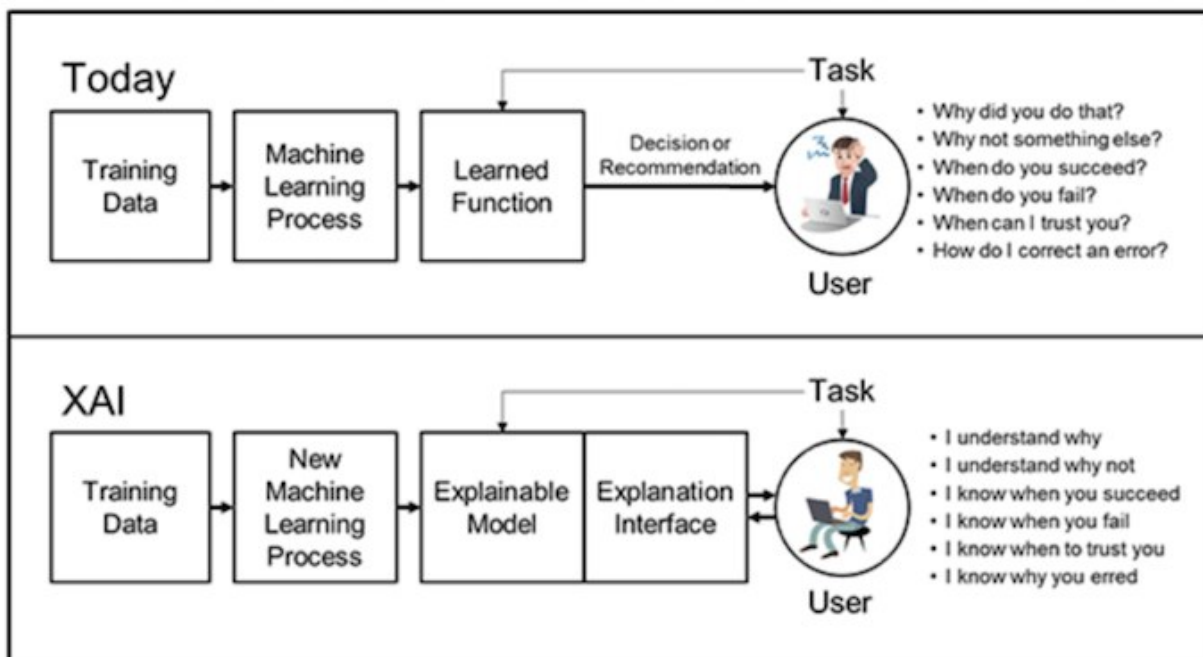 Today
Task
Training
Data
Machine
Learning
Process
Learned
Function
Decision or
Recommendation
User
• Why did you do that?
• Why not something else?
• When do you succeed?
• When do you fail?
• When can I trust you?
• How do I correct an error?
XAI
Task
Training
Data
New
Machine
Learning
Process
Explainable
Model
Explanation
Interface
User
• I understand why
• I understand why not
• I know when you succeed
• I know when you fail
• I know when to trust you
• I know why you erred